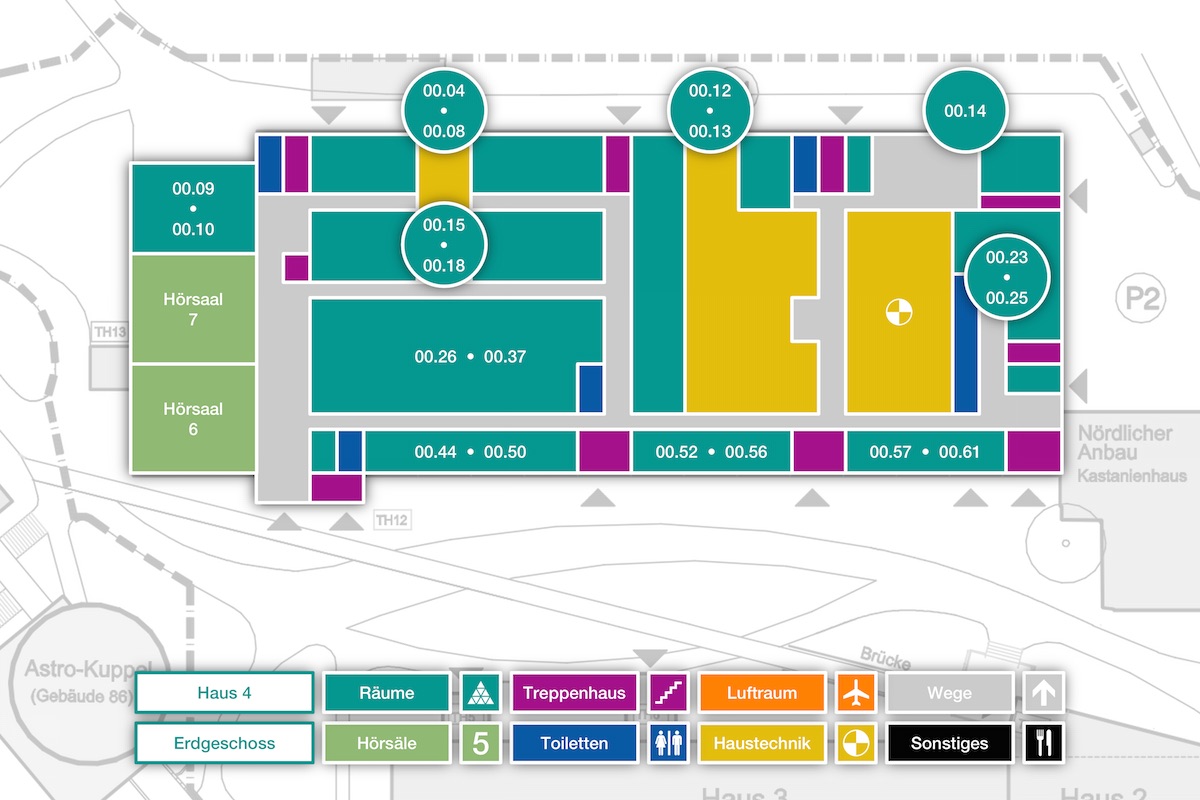 00.04
•
00.08
00.12
•
00.13
00.14
00.09
•
00.10
00.15
•
00.18
00.23
•
00.25
Hörsaal
7
P2
TH13
00.26 • 00.37
Hörsaal
6
Nördlicher
Anbau
Kastanienhaus
00.44 • 00.50
00.52 • 00.56
00.57 • 00.61
TH12
Brücke
Astro-Kuppel
(Gebäude 86)
Haus 4
Räume
Treppenhaus
Luftraum
Wege
Erdgeschoss
Hörsäle
5
Toiletten
Haustechnik
Sonstiges
Haus 3
Haus 2